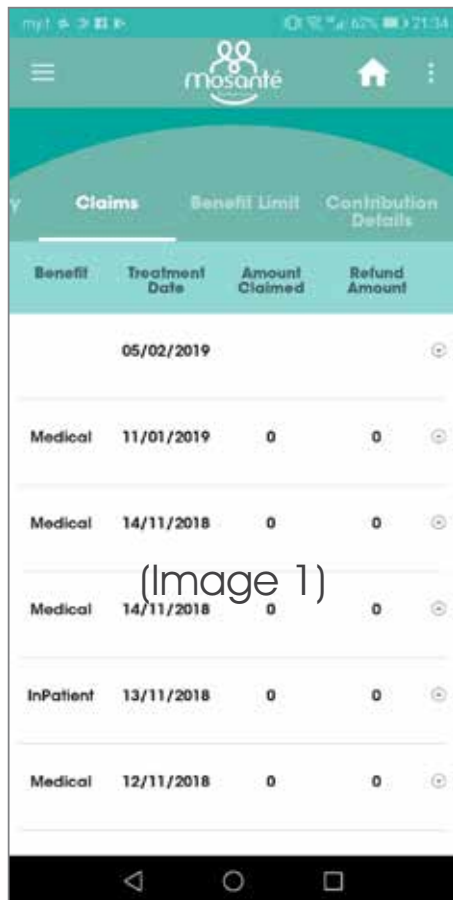 my.t 62% 21:34
mosanté
y Claims Benefit Limit Contribution Details
Benefit Treatment Date Amount Claimed Refund Amount
05/02/2019
Medical 11/01/2019 0 0
Medical 14/11/2018 0 0
(Image 1)
Medical 14/11/2018 0 0
InPatient 13/11/2018 0 0
Medical 12/11/2018 0 0